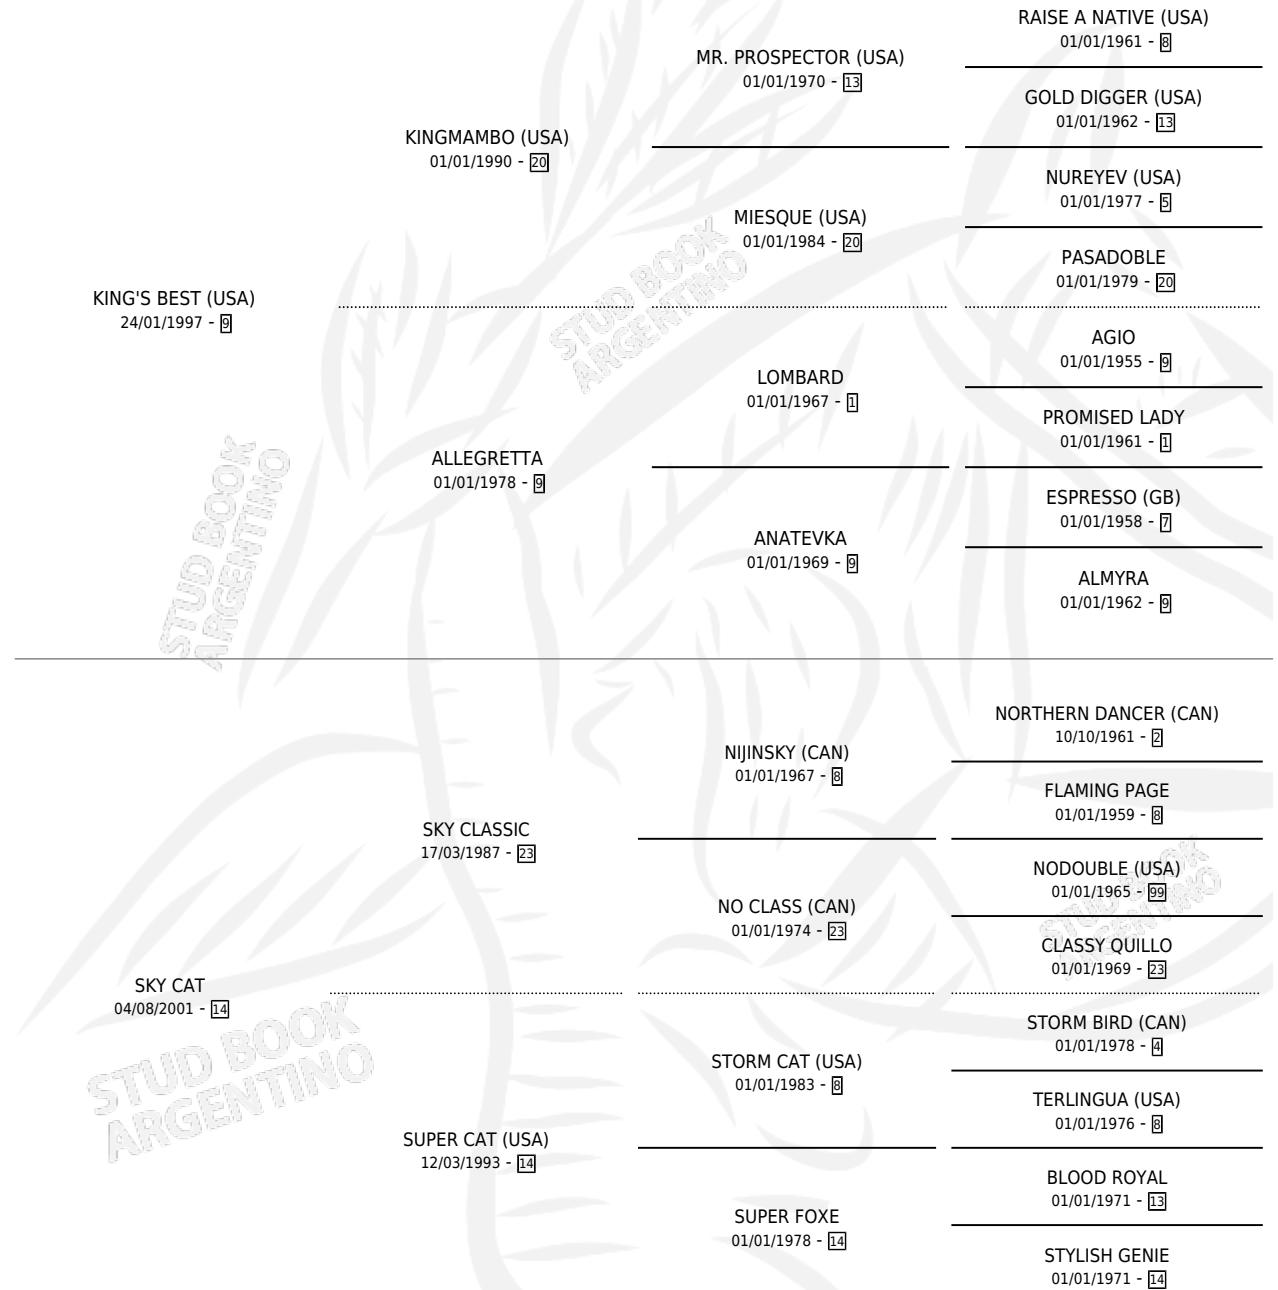 RAISE A NATIVE (USA)
01/01/1961 - 8
MR. PROSPECTOR (USA)
01/01/1970 - 13
GOLD DIGGER (USA)
01/01/1962 - 13
KINGMAMBO (USA)
01/01/1990 - 20
NUREYEV (USA)
01/01/1977 - 5
MIESQUE (USA)
01/01/1984 - 20
PASADOBLE
01/01/1979 - 20
KING'S BEST (USA)
24/01/1997 - 9
STUD BOOK
ARGENTINO
AGIO
01/01/1955 - 9
LOMBARD
01/01/1967 - 1
PROMISED LADY
01/01/1961 - 1
ALLEGRETTA
01/01/1978 - 9
ESPRESSO (GB)
01/01/1958 - 7
ANATEVKA
01/01/1969 - 9
ALMYRA
01/01/1962 - 9
STUD BOOK
ARGENTINO
NORTHERN DANCER (CAN)
10/10/1961 - 2
NIJINSKY (CAN)
01/01/1967 - 8
FLAMING PAGE
01/01/1959 - 8
SKY CLASSIC
17/03/1987 - 23
NODOUBLE (USA)
01/01/1965 - 99
NO CLASS (CAN)
01/01/1974 - 23
STUD BOOK
ARGENTINO
CLASSY QUILLO
01/01/1969 - 23
SKY CAT
04/08/2001 - 14
STORM BIRD (CAN)
01/01/1978 - 4
STORM CAT (USA)
01/01/1983 - 8
TERLINGUA (USA)
01/01/1976 - 8
STUD BOOK
ARGENTINO
SUPER CAT (USA)
12/03/1993 - 14
BLOOD ROYAL
01/01/1971 - 13
SUPER FOXE
01/01/1978 - 14
STYLISH GENIE
01/01/1971 - 14